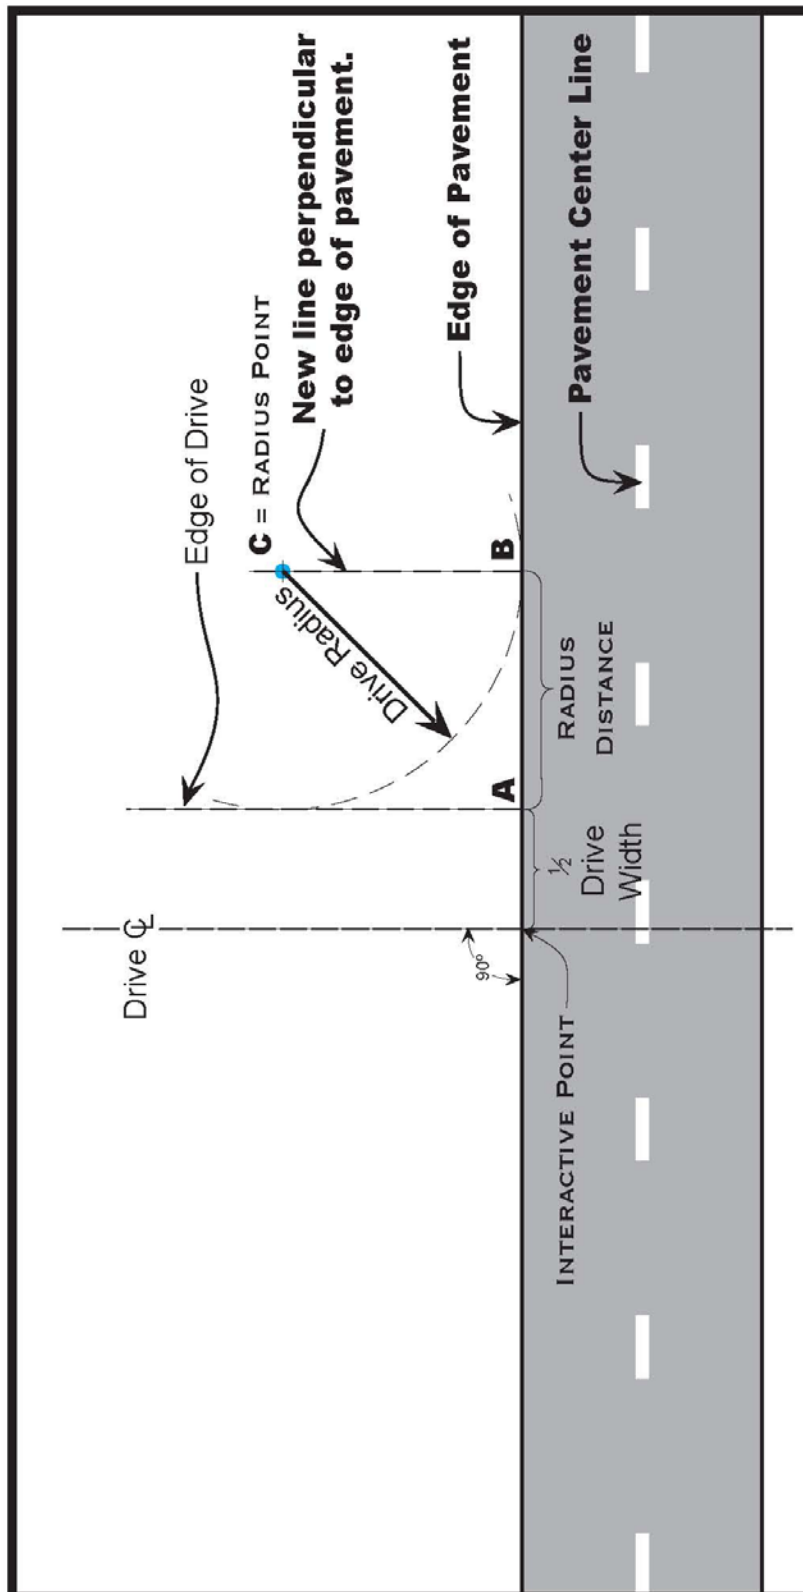 Drive ℄
Edge of Drive
C = RADIUS POINT
New line perpendicular
to edge of pavement.
Drive Radius
90º
A
B
Edge of Pavement
INTERACTIVE POINT
½
Drive
Width
RADIUS
DISTANCE
Pavement Center Line